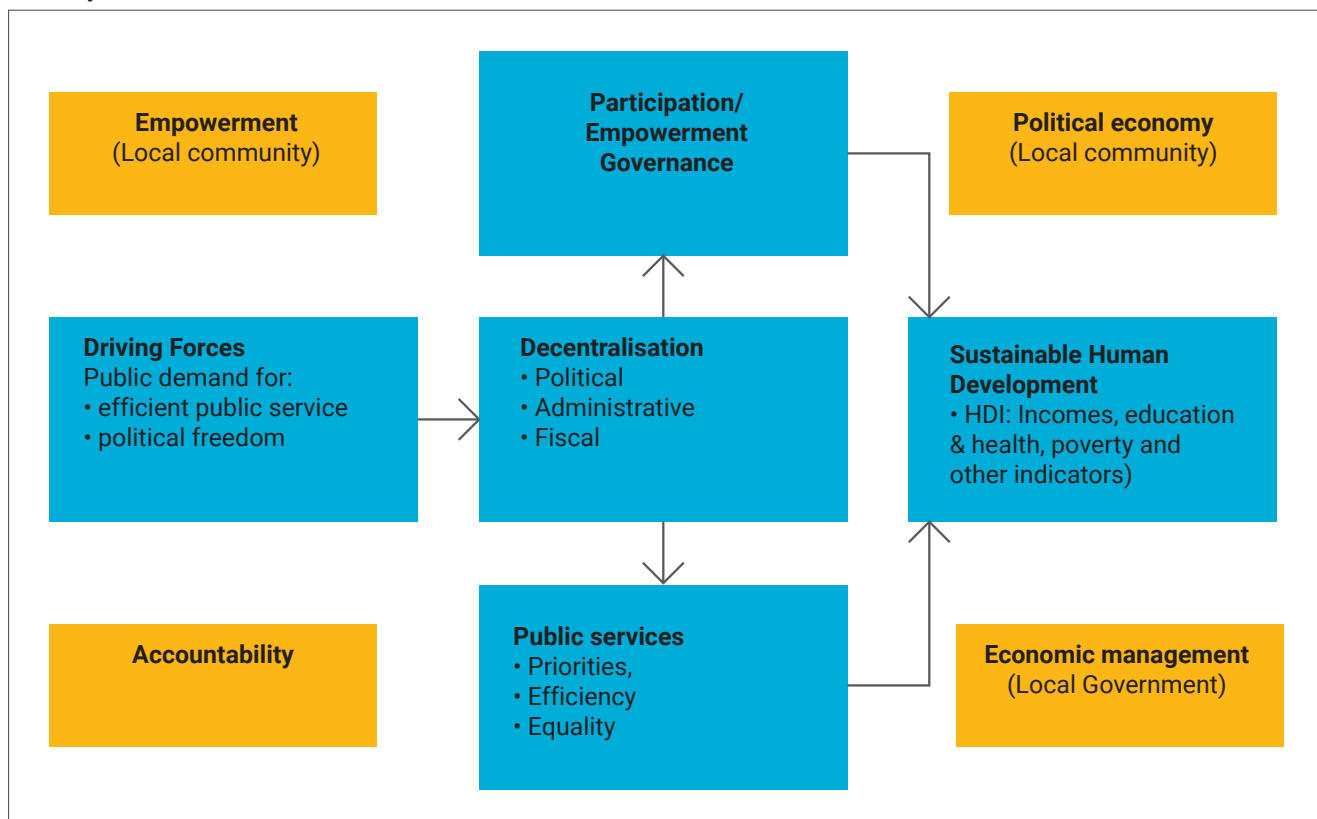 Empowerment
(Local community)
Participation/
Empowerment
Governance
Political economy
(Local community)
Driving Forces
Public demand for:
• efficient public service
• political freedom
Decentralisation
• Political
• Administrative
• Fiscal
Sustainable Human
Development
• HDI: Incomes, education
& health, poverty and
other indicators)
Accountability
Public services
• Priorities,
• Efficiency
• Equality
Economic management
(Local Government)